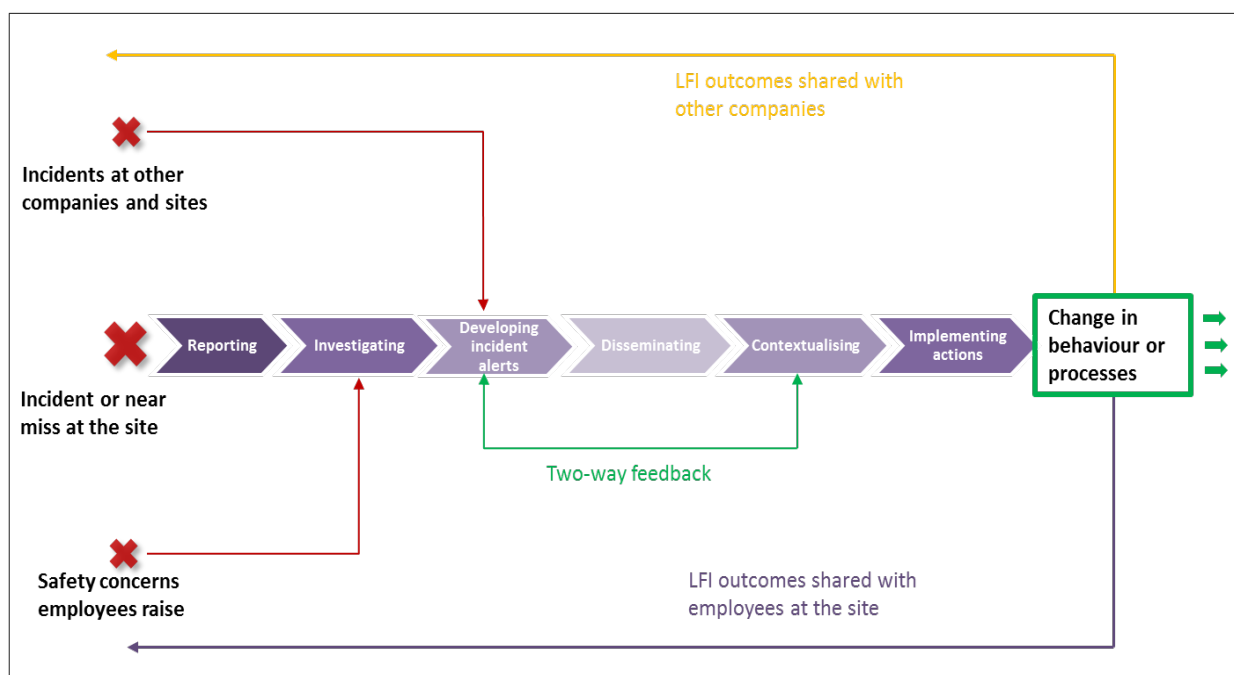 LFI outcomes shared with
other companies
Incidents at other
companies and sites
Reporting
Investigating
Developing
incident
alerts
Disseminating
Contextualising
Implementing
actions
Change in
behaviour or
processes
Incident or near
miss at the site
Two-way feedback
Safety concerns
employees raise
LFI outcomes shared with
employees at the site